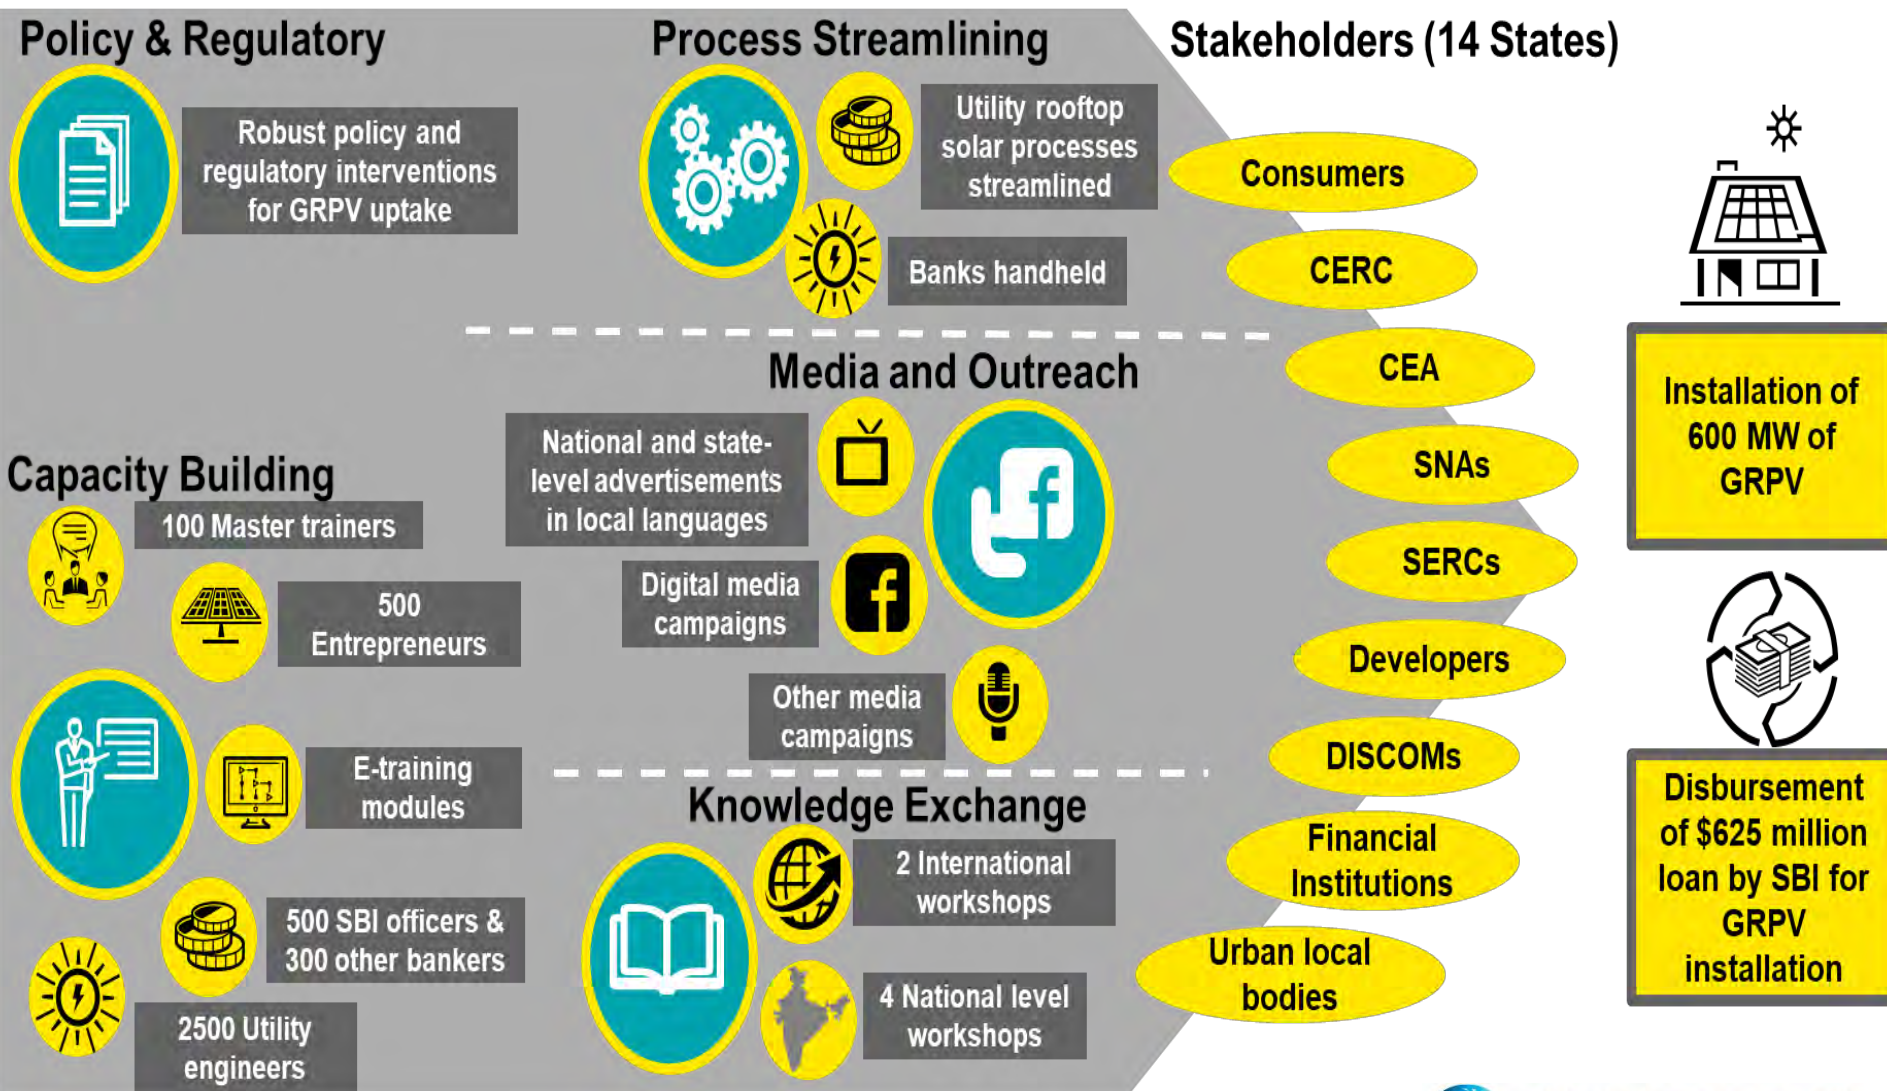 Policy & Regulatory
Robust policy and
regulatory interventions
for GRPV uptake
Process Streamlining
Utility rooftop
solar processes
streamlined
Banks handheld
Media and Outreach
National and state-
level advertisements
in local languages
Digital media
campaigns
Other media
campaigns
Capacity Building
100 Master trainers
500
Entrepreneurs
E-training
modules
500 SBI officers &
300 other bankers
2500 Utility
engineers
Knowledge Exchange
2 International
workshops
4 National level
workshops
Stakeholders (14 States)
Consumers
CERC
CEA
SNAs
SERCs
Developers
DISCOMs
Financial
Institutions
Urban local
bodies
Installation of
600 MW of
GRPV
Disbursement
of $625 million
loan by SBI for
GRPV
installation